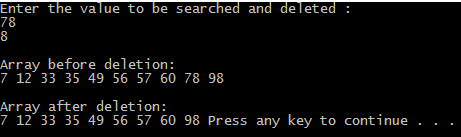 Enter the value to be searched and deleted :
78
8
Array before deletion:
7 12 33 35 49 56 57 60 78 98
Array after deletion:
7 12 33 35 49 56 57 60 98 Press any key to continue . . .